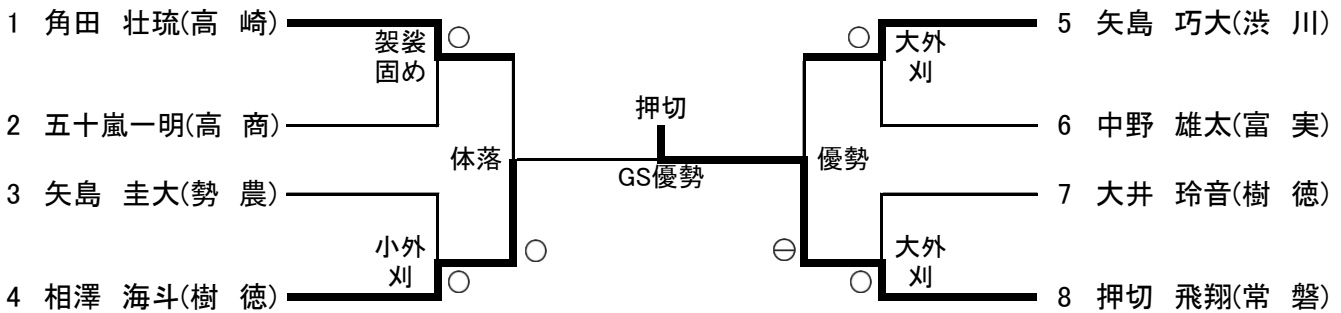 1 角田 壮琉(高 崎)
袈裟
固め
○
2 五十嵐一明(高 商)
体落
3 矢島 圭大(勢 農)
小外
刈
○
○
4 相澤 海斗(樹 徳)
押切
GS優勢
○
大外
刈
5 矢島 巧大(渋 川)
6 中野 雄太(富 実)
優勢
7 大井 玲音(樹 徳)
⊖
大外
刈
○
8 押切 飛翔(常 磐)